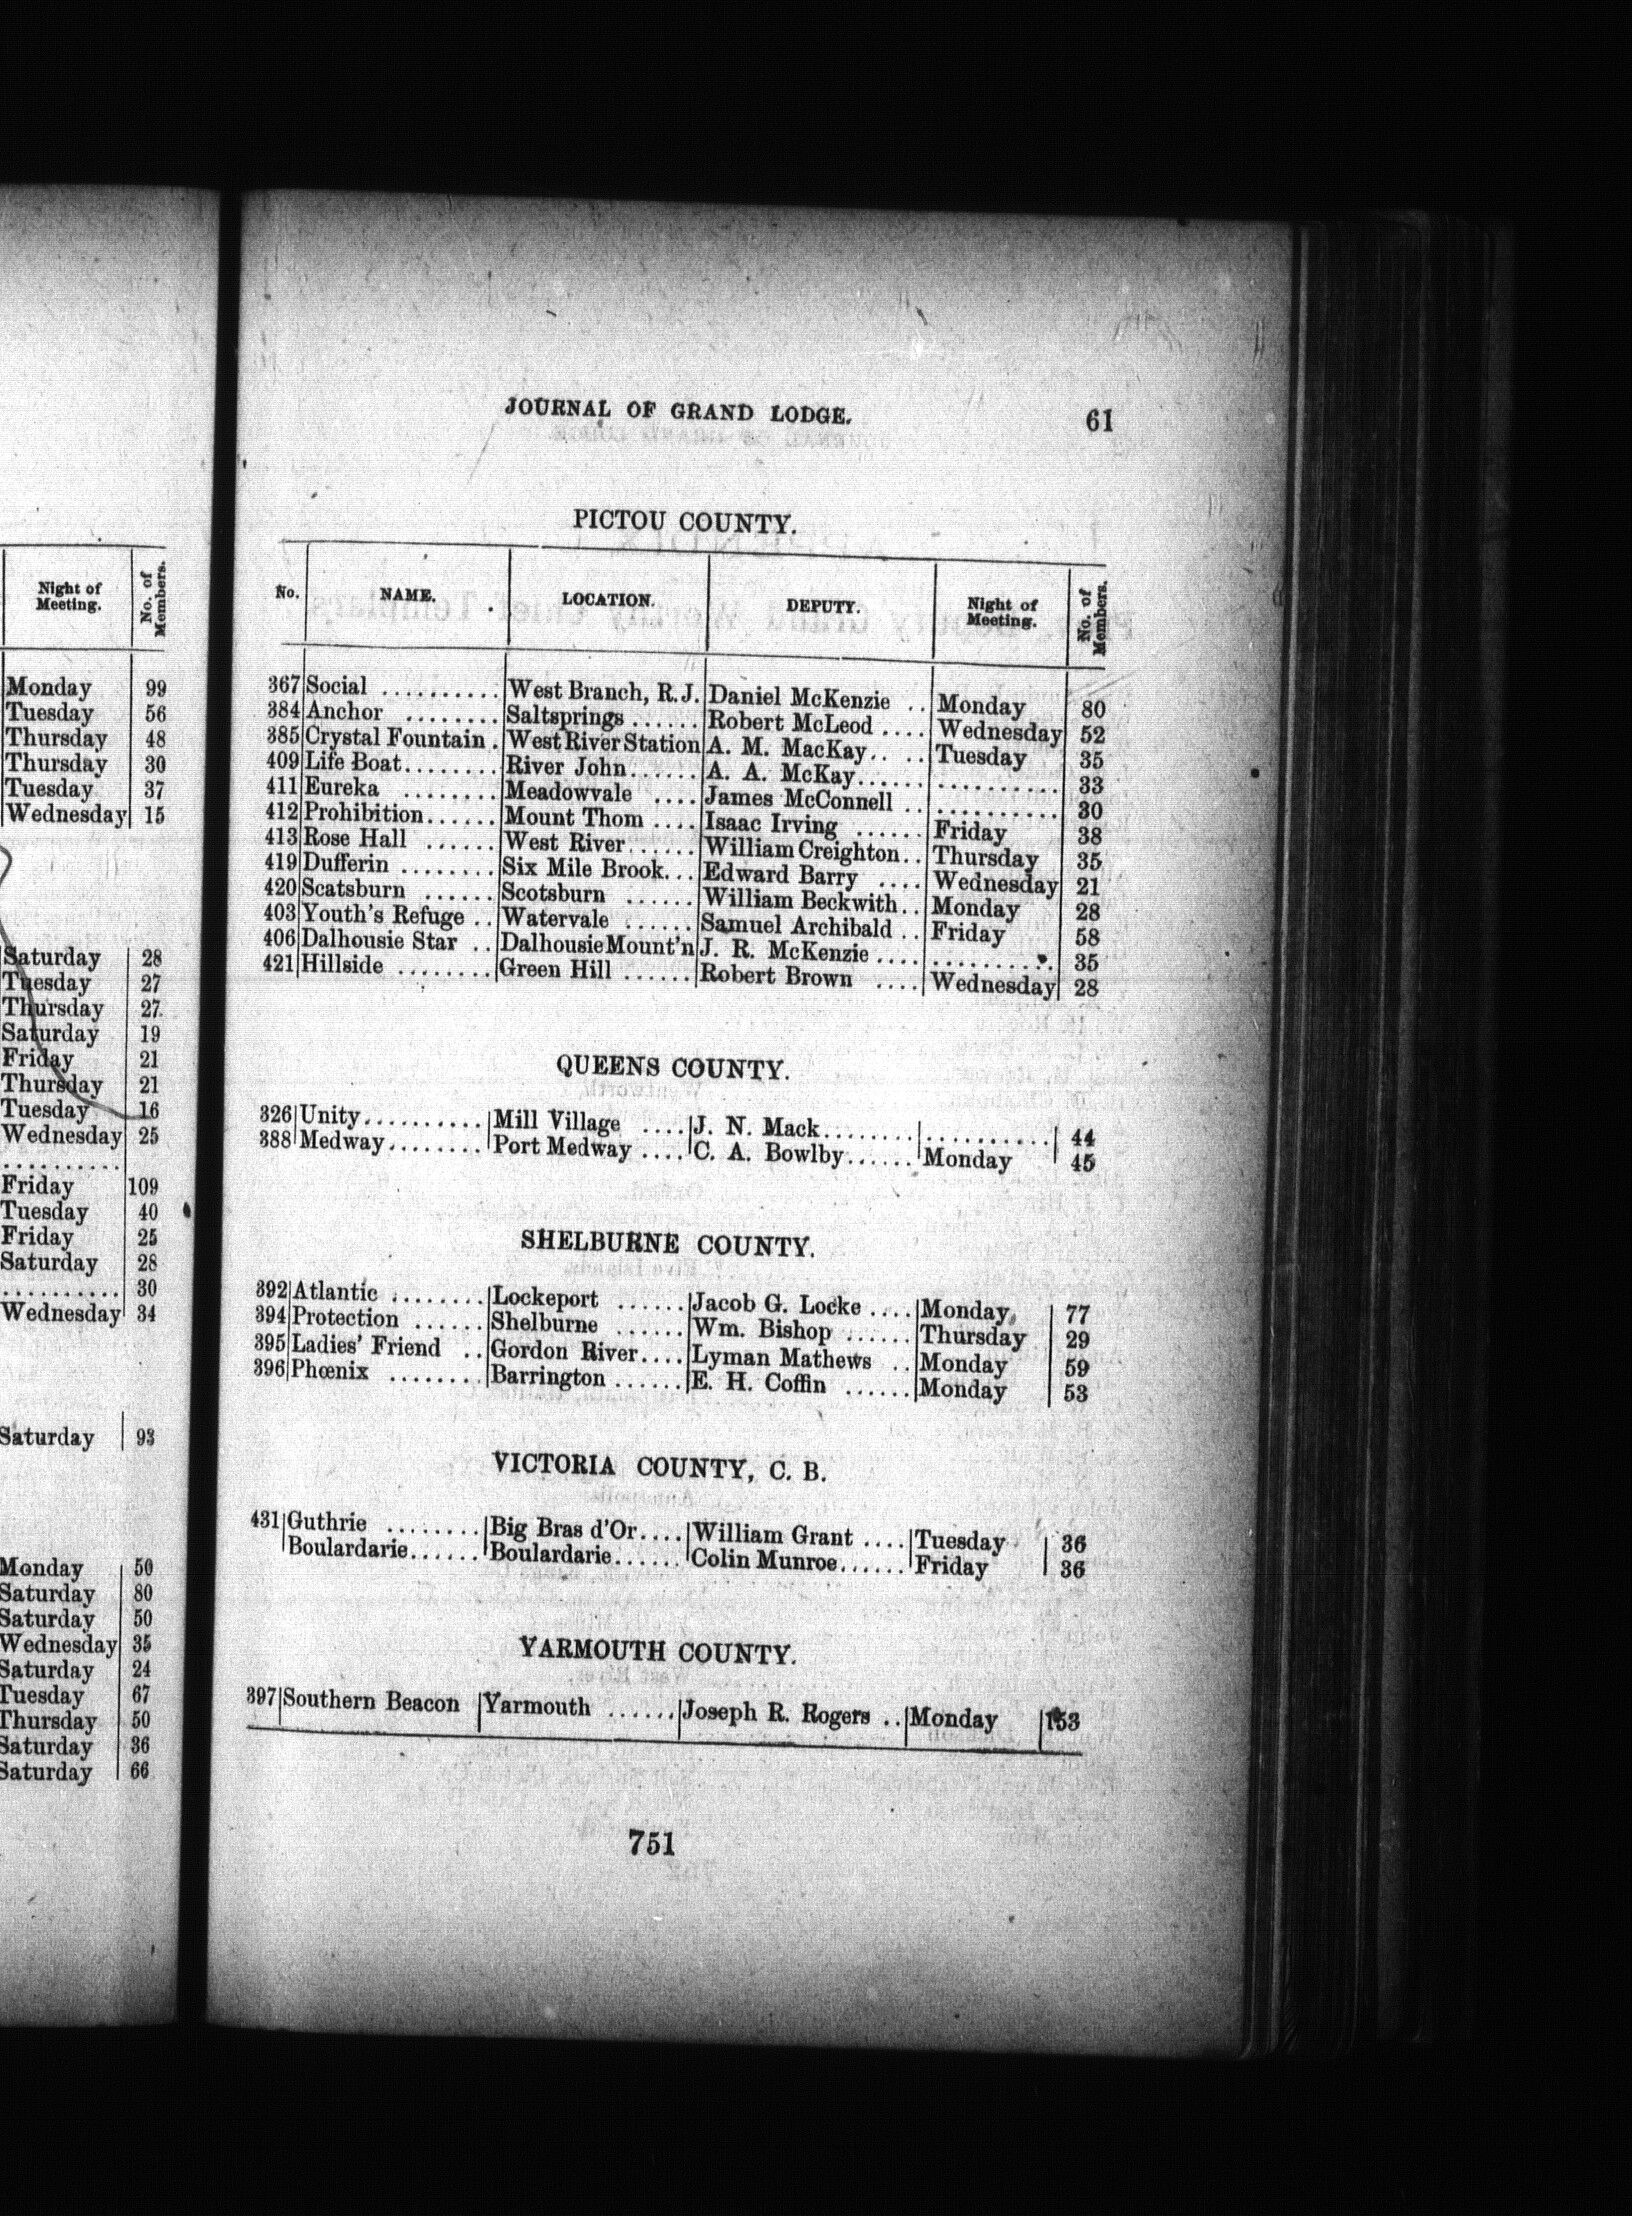 Night of
Meeting.
No. of
Members.
Monday 99
Tuesday 56
Thursday 48
Thursday 30
Tuesday 37
Wednesday 15
Saturday 28
Tuesday 27
Thursday 27
Saturday 19
Friday 21
Thursday 21
Tuesday 16
Wednesday 25
..........
Friday 109
Tuesday 40
Friday 25
Saturday 28
.......... 30
Wednesday 34
Saturday 93
Monday 50
Saturday 80
Saturday 50
Wednesday 35
Saturday 24
Tuesday 67
Thursday 50
Saturday 36
Saturday 66
JOURNAL OF GRAND LODGE. 61
PICTOU COUNTY.
No. NAME. LOCATION. DEPUTY. Night of Meeting. No. of Members.
367 Social .......... West Branch, R.J. Daniel McKenzie .. Monday 80
384 Anchor ........ Saltsprings ...... Robert McLeod .... Wednesday 52
385 Crystal Fountain . West River Station A. M. MacKay.. .. Tuesday 35
409 Life Boat........ River John...... A. A. McKay...... .......... 33
411 Eureka ........ Meadowvale .... James McConnell .. .......... 30
412 Prohibition...... Mount Thom .... Isaac Irving ...... Friday 38
413 Rose Hall ...... West River...... William Creighton.. Thursday 35
419 Dufferin ........ Six Mile Brook... Edward Barry .... Wednesday 21
420 Scatsburn ...... Scotsburn ...... William Beckwith.. Monday 28
403 Youth's Refuge .. Watervale ...... Samuel Archibald .. Friday 58
406 Dalhousie Star .. Dalhousie Mount'n J. R. McKenzie .... .......... 35
421 Hillside ........ Green Hill ...... Robert Brown .... Wednesday 28
QUEENS COUNTY.
326 Unity.......... Mill Village .... J. N. Mack........ .......... 44
388 Medway........ Port Medway .... C. A. Bowlby...... Monday 45
SHELBURNE COUNTY.
392 Atlantic ........ Lockeport ...... Jacob G. Locke .... Monday 77
394 Protection ...... Shelburne ...... Wm. Bishop ...... Thursday 29
395 Ladies' Friend .. Gordon River.... Lyman Mathews .. Monday 59
396 Phœnix ........ Barrington ...... E. H. Coffin ...... Monday 53
VICTORIA COUNTY, C. B.
431 Guthrie ........ Big Bras d'Or.... William Grant .... Tuesday 36
Boulardarie...... Boulardarie...... Colin Munroe...... Friday 36
YARMOUTH COUNTY.
397 Southern Beacon Yarmouth ...... Joseph R. Rogers .. Monday 153
751